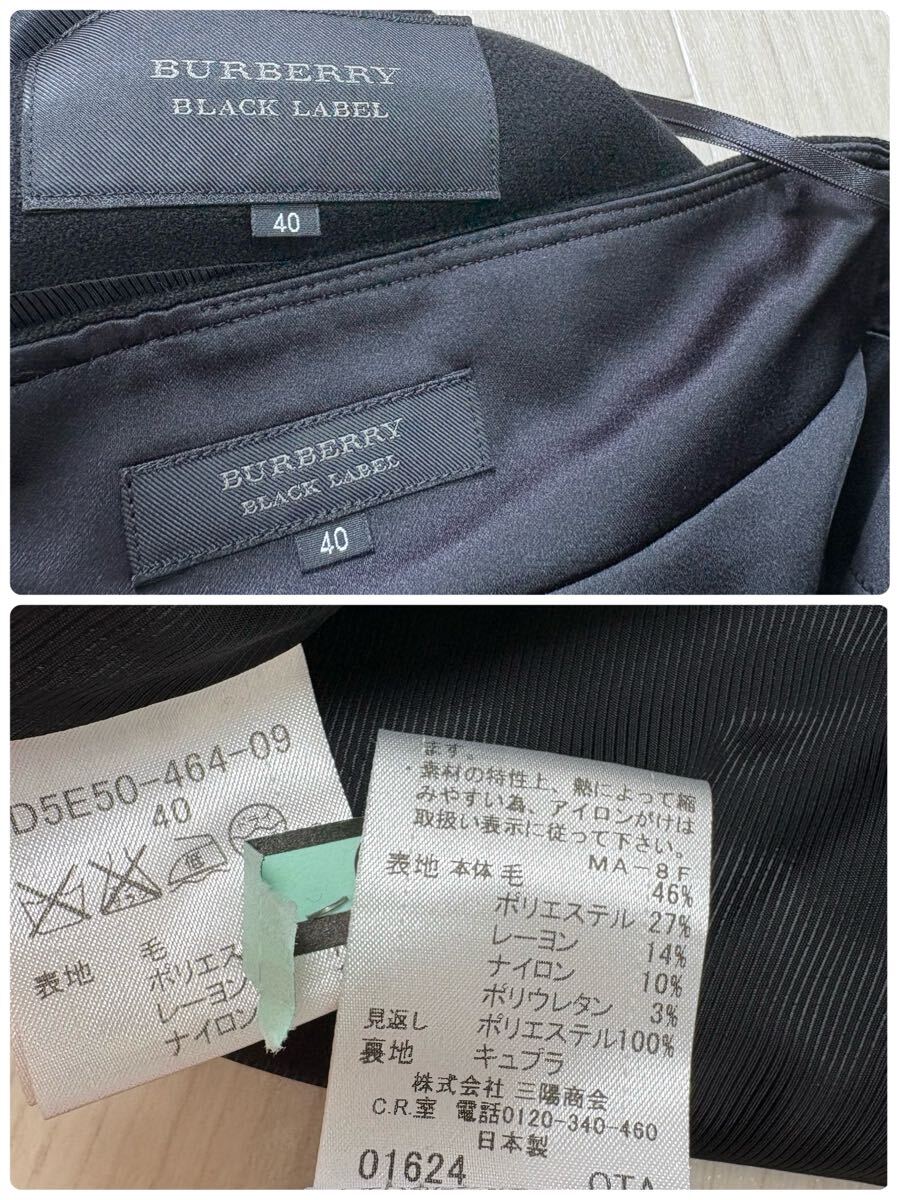 BURBERRY
BLACK LABEL
40
BURBERRY
BLACK LABEL
40
D5E50-464-09
40
低
表地 毛
ポリエス
レーヨン
ナイロン
ます。
・素材の特性上、熱によって縮
みやすい為、アイロンがけは
取扱い表示に従って下さい。
MA-8F
表地 本体 毛 46%
ポリエステル 27%
レーヨン 14%
ナイロン 10%
ポリウレタン 3%
見返し ポリエステル100%
裏地 キュプラ
株式会社 三陽商会
C.R.室 電話0120-340-460
日本製
01624 OTA